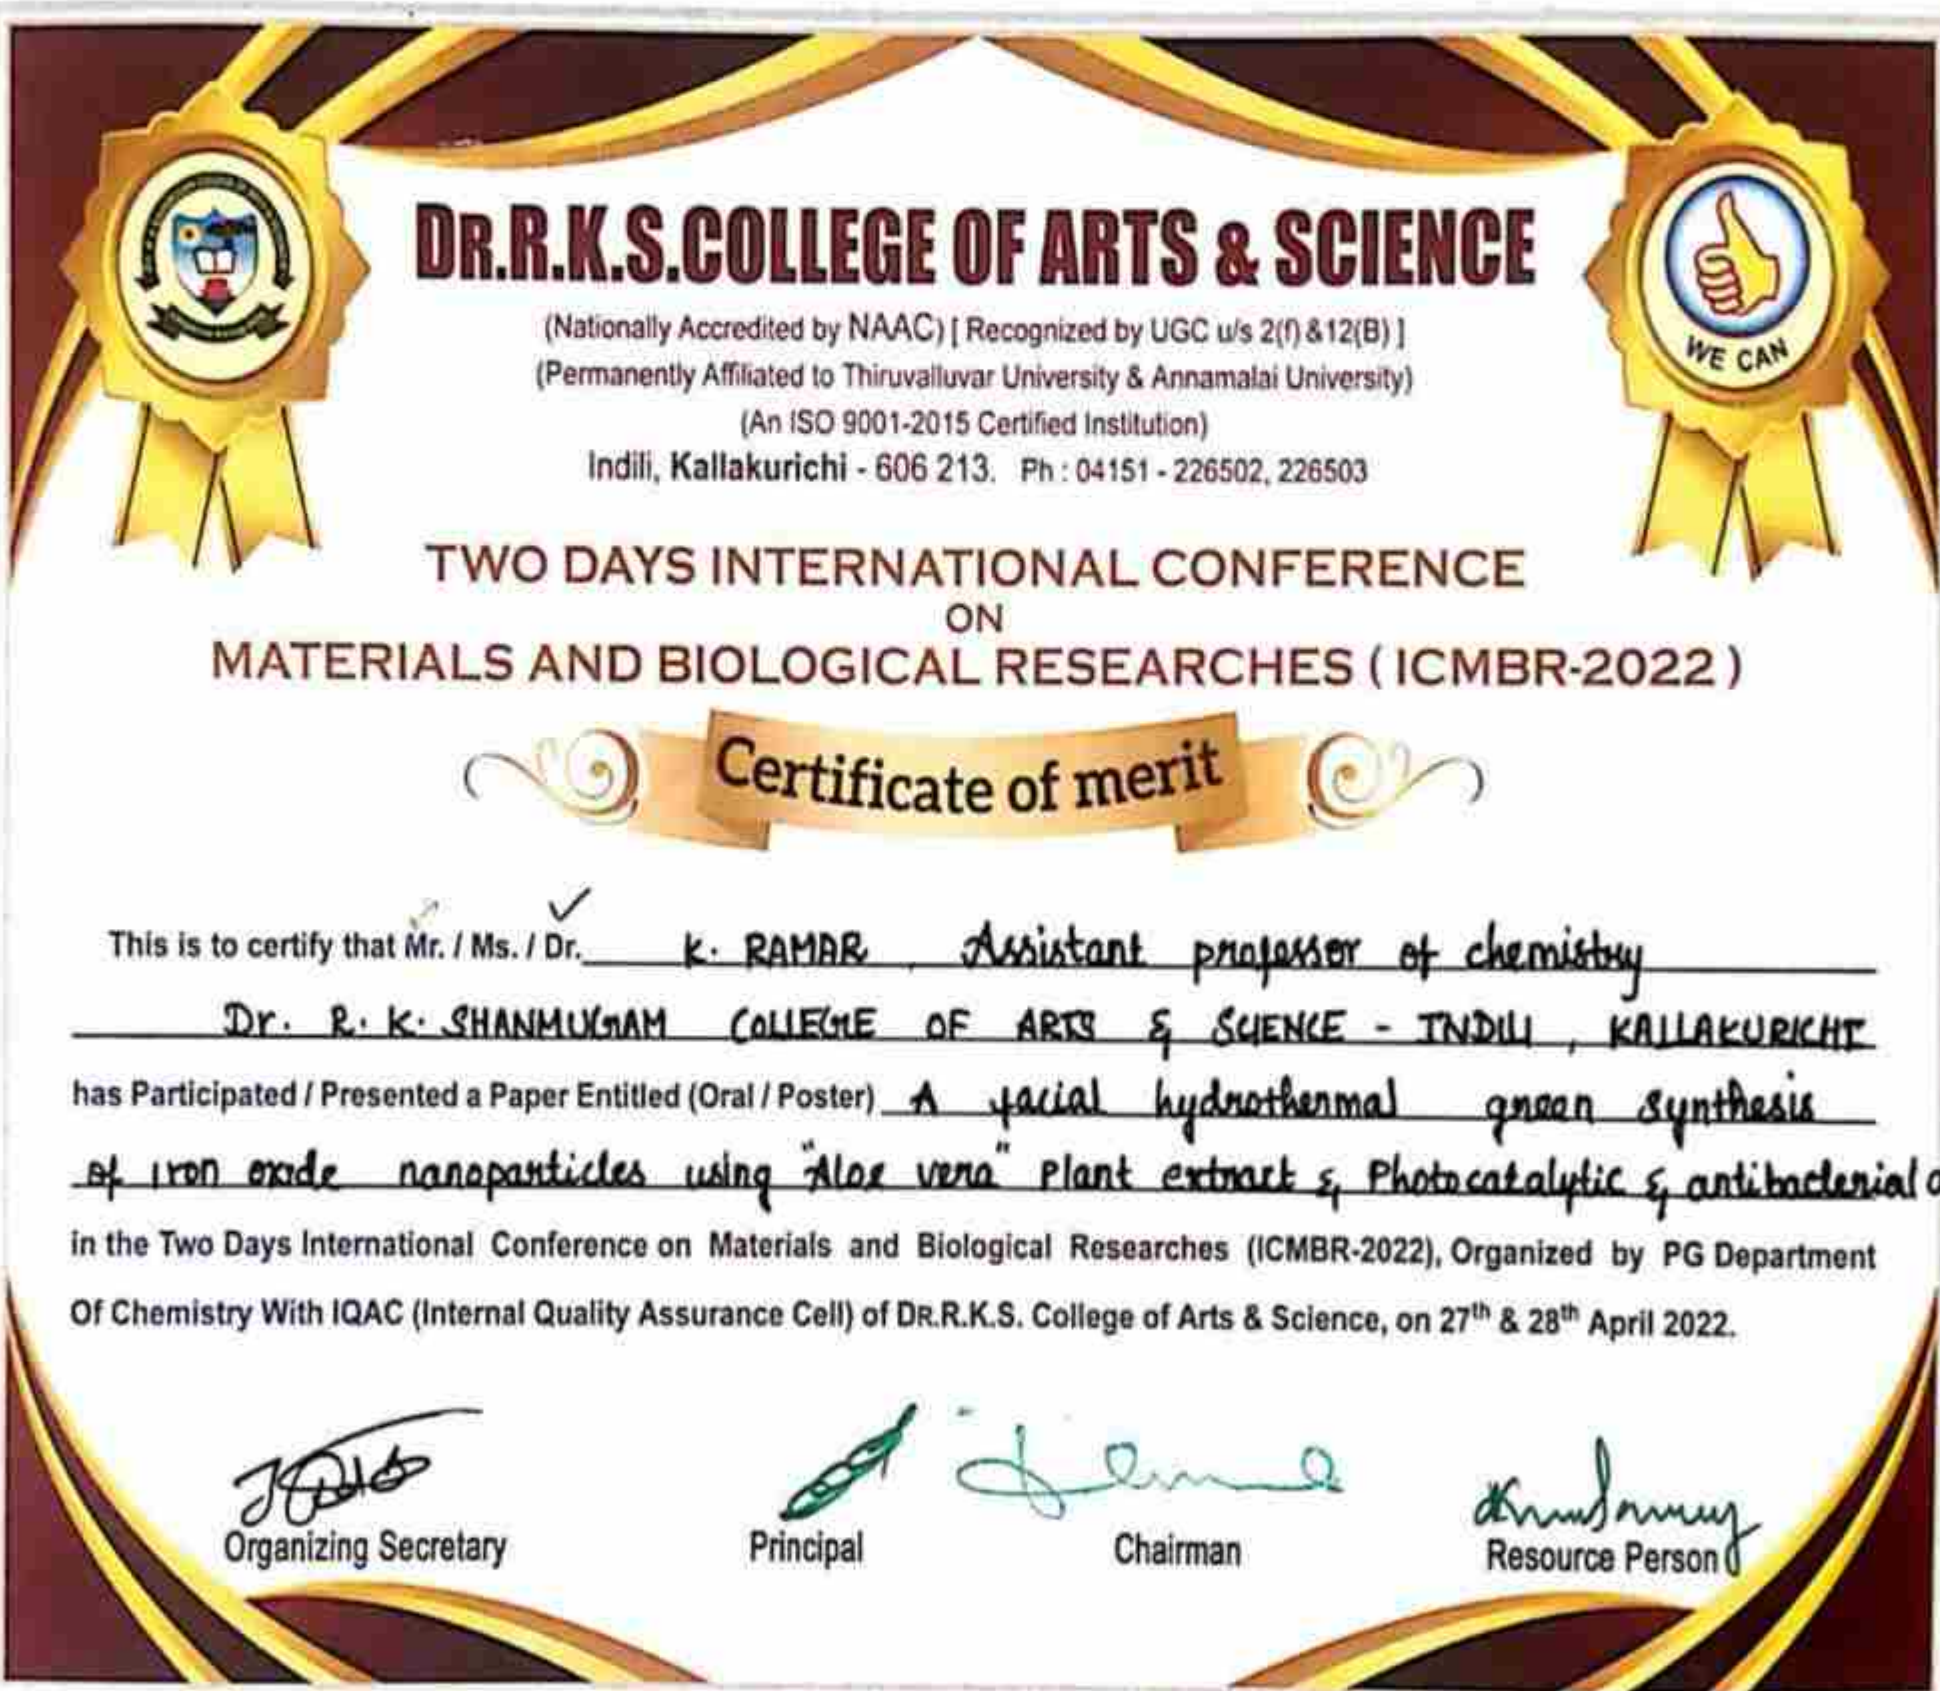 DR.R.K.S.COLLEGE OF ARTS & SCIENCE
(Nationally Accredited by NAAC) [ Recognized by UGC u/s 2(f) &12(B) ]
(Permanently Affiliated to Thiruvalluvar University & Annamalai University)
(An ISO 9001-2015 Certified Institution)
Indili, Kallakurichi - 606 213. Ph : 04151 - 226502, 226503
WE CAN
TWO DAYS INTERNATIONAL CONFERENCE
ON
MATERIALS AND BIOLOGICAL RESEARCHES ( ICMBR-2022 )
Certificate of merit
This is to certify that Mr. / Ms. / Dr. K. RAMAR, Assistant professor of chemistry
Dr. R. K. SHANMUGAM COLLEGE OF ARTS & SCIENCE - INDILI, KALLAKURICHI
has Participated / Presented a Paper Entitled (Oral / Poster) A facial hydrothermal green synthesis
of iron oxide nanoparticles using "Aloe vera" Plant extract & Photocatalytic & antibacterial
in the Two Days International Conference on Materials and Biological Researches (ICMBR-2022), Organized by PG Department
Of Chemistry With IQAC (Internal Quality Assurance Cell) of DR.R.K.S. College of Arts & Science, on 27th & 28th April 2022.
Organizing Secretary Principal Chairman Resource Person